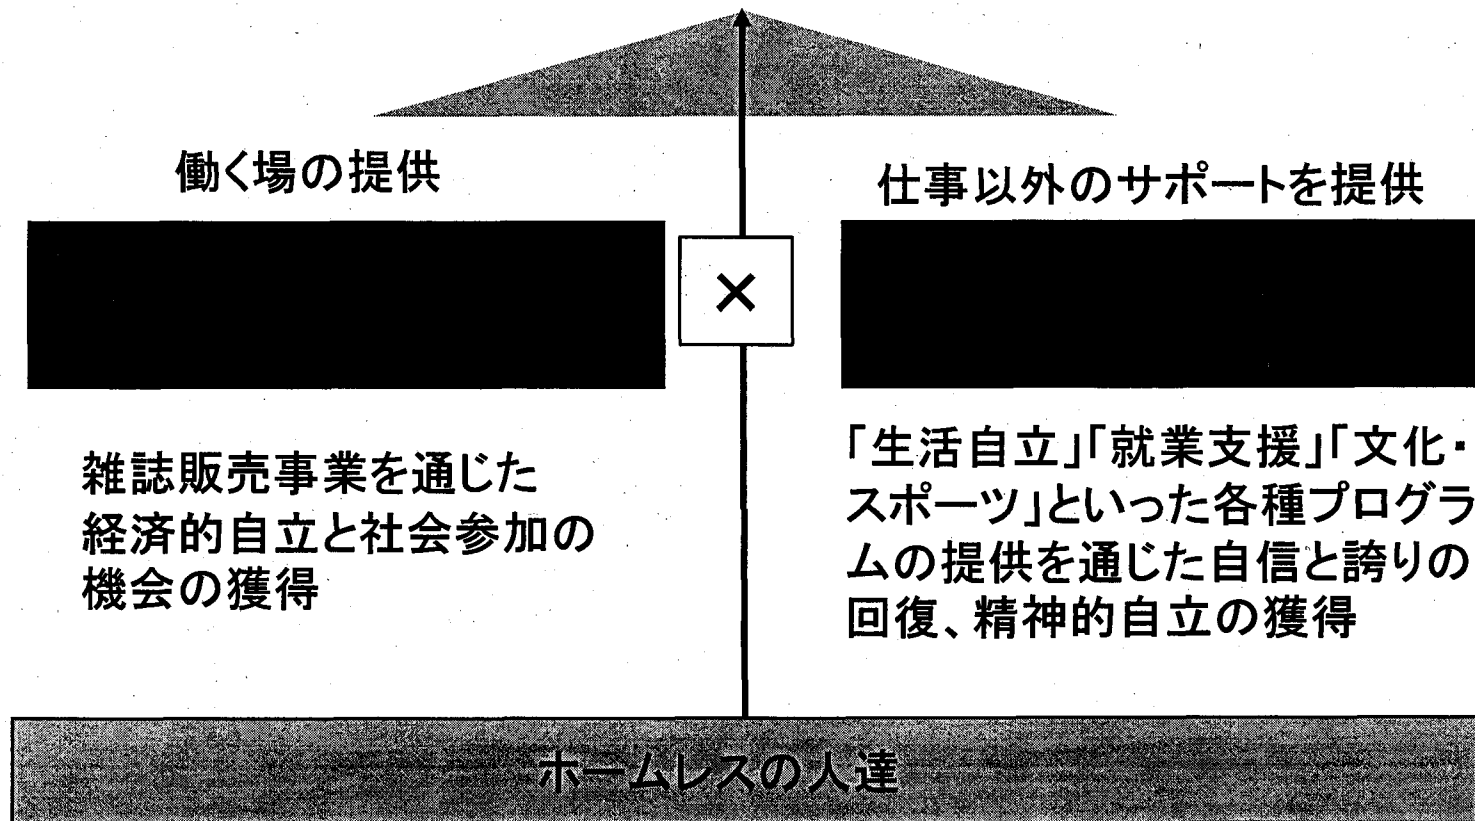 働く場の提供
仕事以外のサポートを提供
×
雑誌販売事業を通じた
経済的自立と社会参加の
機会の獲得
「生活自立」「就業支援」「文化・
スポーツ」といった各種プログラ
ムの提供を通じた自信と誇りの
回復、精神的自立の獲得
ホームレスの人達